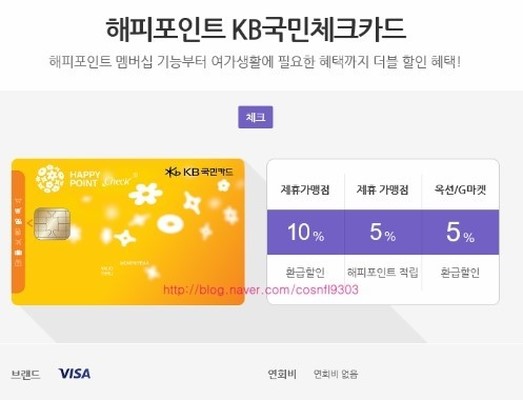 해피포인트 KB국민체크카드
해피포인트 멤버십 기능부터 여가생활에 필요한 혜택까지 더블 할인 혜택!
체크
HAPPY
POINT Check
KB 국민카드
제휴가맹점 제휴 가맹점 옥션/G마켓
10% 5% 5%
환급할인 해피포인트 적립 환급할인
http://blog.naver.com/cosnfl9303
브랜드 VISA 연회비 연회비 없음